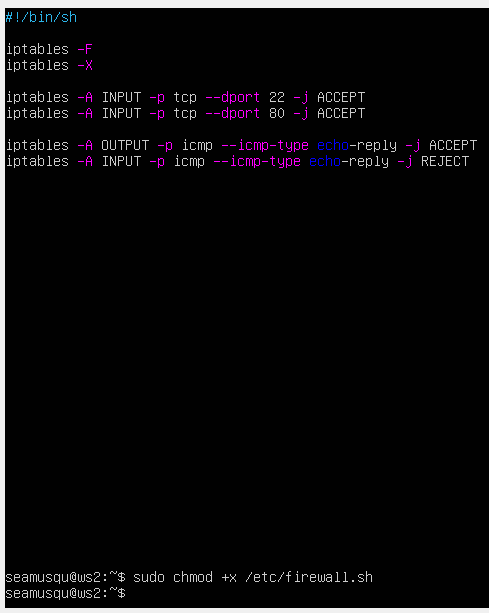 #!/bin/sh
iptables -F
iptables -X
iptables -A INPUT -p tcp --dport 22 -j ACCEPT
iptables -A INPUT -p tcp --dport 80 -j ACCEPT
iptables -A OUTPUT -p icmp --icmp-type echo-reply -j ACCEPT
iptables -A INPUT -p icmp --icmp-type echo-reply -j REJECT
seamusqu@ws2:~$ sudo chmod +x /etc/firewall.sh
seamusqu@ws2:~$